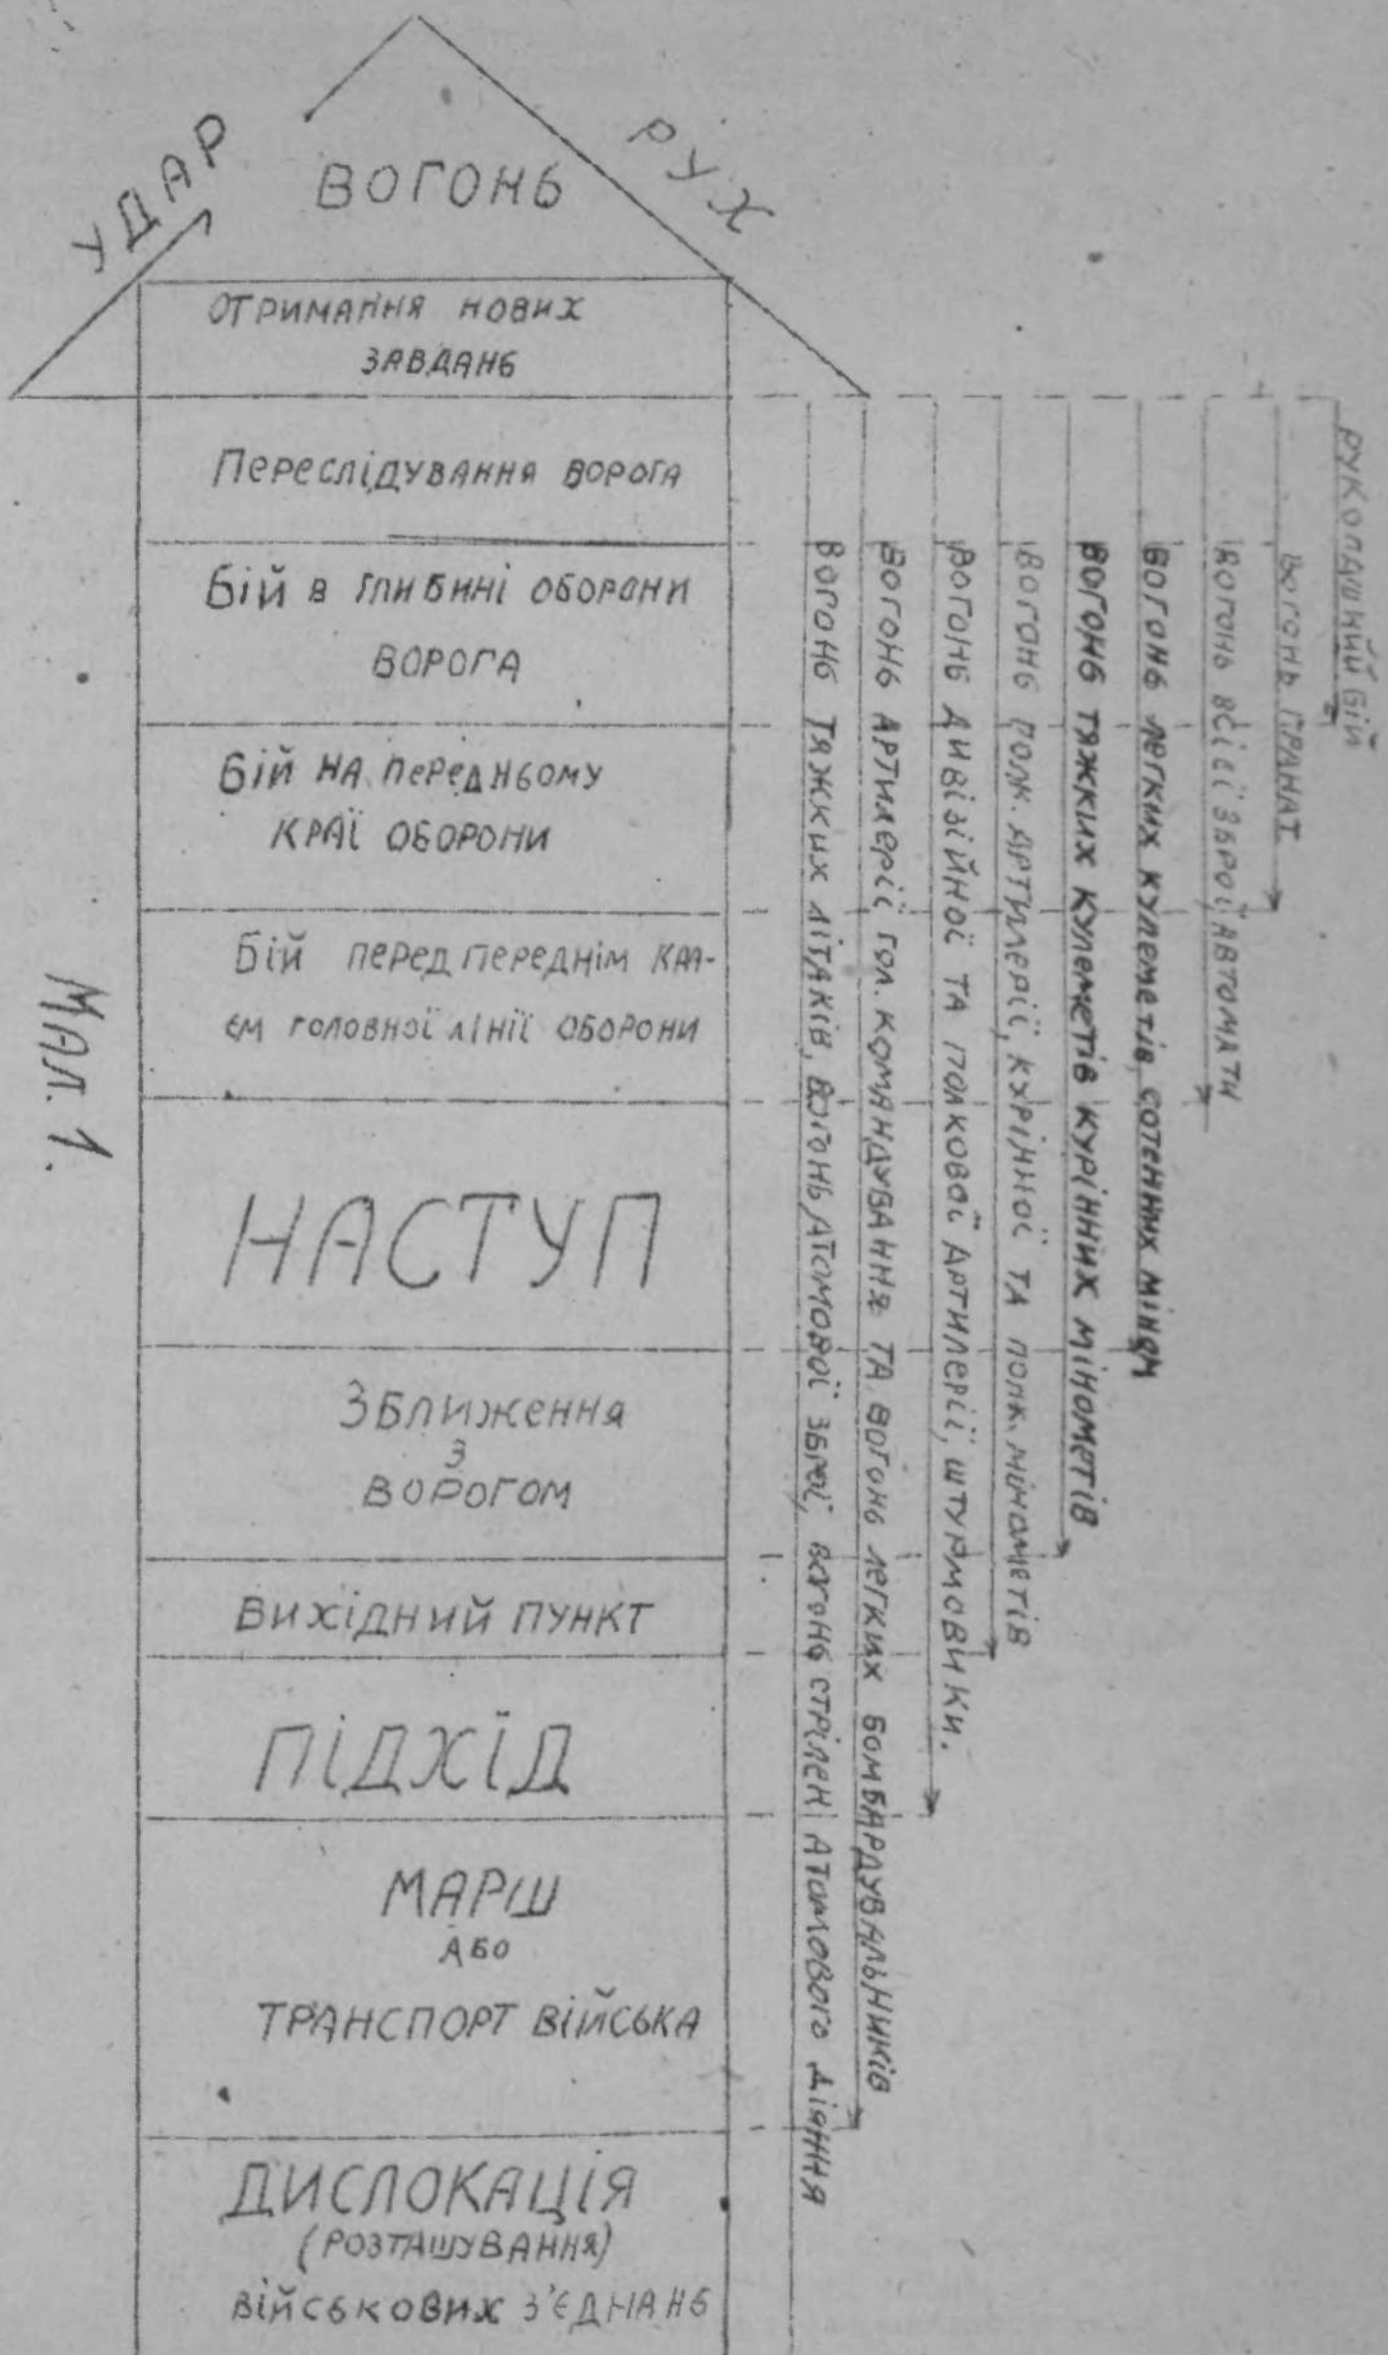 УДАР
ВОГОНЬ
РУХ
ОТРИМАННЯ НОВИХ
ЗАВДАНЬ
ПЕРЕСЛІДУВАННЯ ВОРОГА
БІЙ В ГЛИБИНІ ОБОРОНИ
ВОРОГА
БІЙ НА ПЕРЕДНЬОМУ
КРАЇ ОБОРОНИ
БІЙ ПЕРЕД ПЕРЕДНІМ КРА-
ЄМ ГОЛОВНОЇ ЛІНІЇ ОБОРОНИ
НАСТУП
ЗБЛИЖЕННЯ
З
ВОРОГОМ
ВИХІДНИЙ ПУНКТ
ПІДХІД
МАРШ
АБО
ТРАНСПОРТ ВІЙСЬКА
ДИСЛОКАЦІЯ
(РОЗТАШУВАННЯ)
ВІЙСЬКОВИХ З'ЄДНАНЬ
РУКОПАШНИЙ БІЙ
ВОГОНЬ ГРАНАТ
ВОГОНЬ ВСІЄЇ ЗБРОЇ, АВТОМАТИ
ВОГОНЬ ЛЕГКИХ КУЛЕМЕТІВ, СОТЕННИХ МІНОМ
ВОГОНЬ ТЯЖКИХ КУЛЕМЕТІВ КУРІННИХ МІНОМЕТІВ
ВОГОНЬ ПОЛК. АРТИЛЕРІЇ, КУРІННОЇ ТА ПОЛК. МІНОМЕТІВ
ВОГОНЬ ДИВІЗІЙНОЇ ТА ПОЛКОВОЇ АРТИЛЕРІЇ, ШТУРМОВИКИ.
ВОГОНЬ АРТИЛЕРІЇ ГОЛ. КОМАНДУВАННЯ ТА ВОГОНЬ ЛЕГКИХ БОМБАРДУВАЛЬНИКІВ
ВОГОНЬ ТЯЖКИХ ЛІТАКІВ, ВОГОНЬ АТОМОВОЇ ЗБРОЇ, ВОГОНЬ СТРІЛЕН АТОМОВОГО ДІЯННЯ
МАЛ. 1.